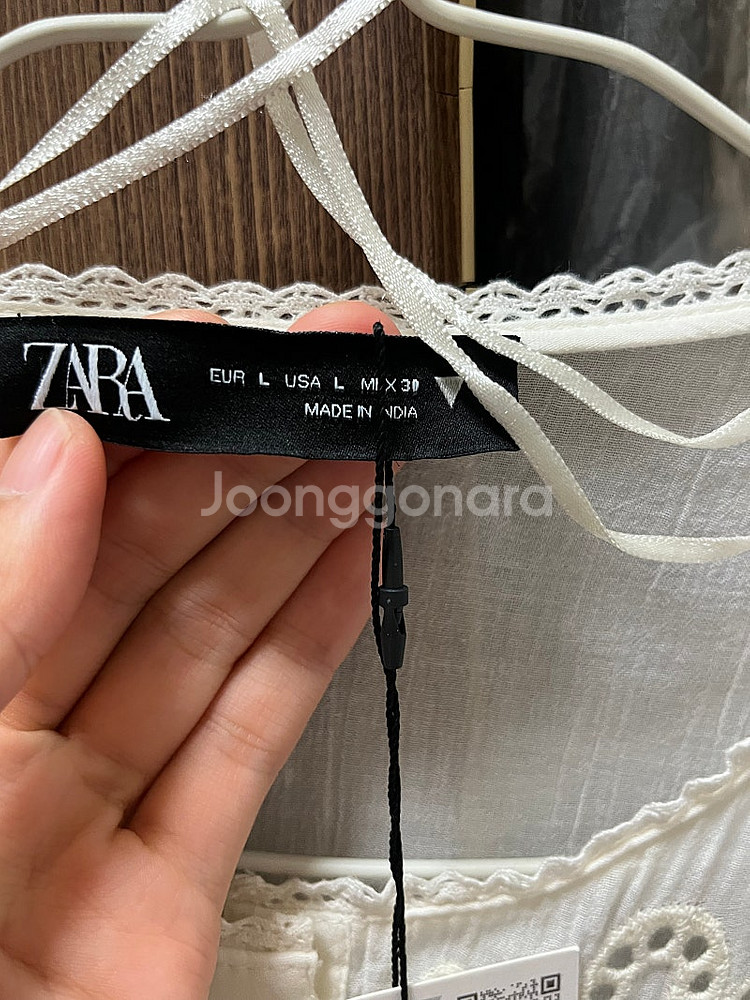 ZARA
EUR L USA L MEX 30
MADE IN INDIA
Joonggonara